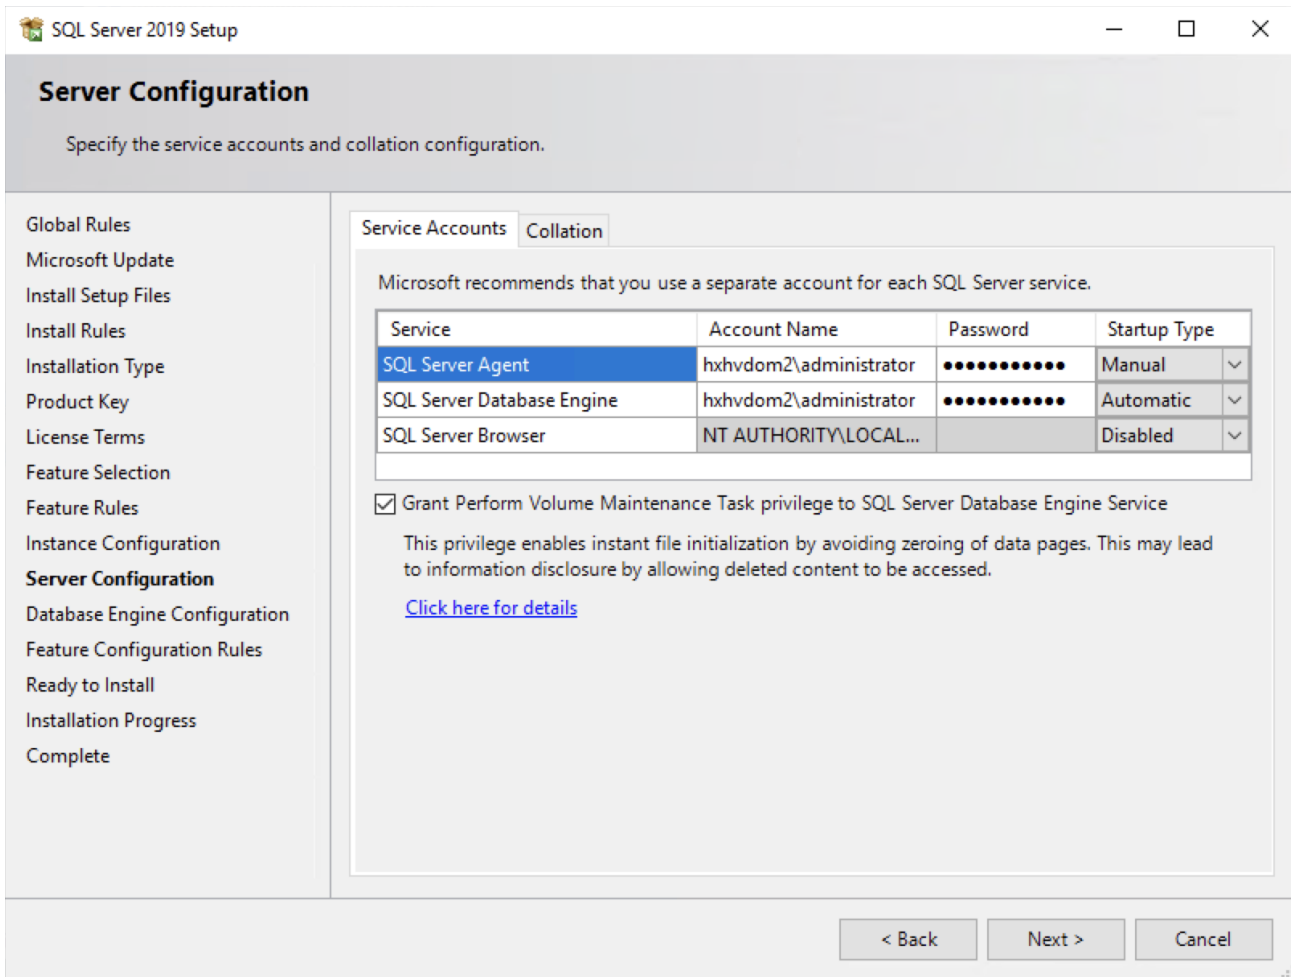 SQL Server 2019 Setup
Server Configuration
Specify the service accounts and collation configuration.
Global Rules
Microsoft Update
Install Setup Files
Install Rules
Installation Type
Product Key
License Terms
Feature Selection
Feature Rules
Instance Configuration
Server Configuration
Database Engine Configuration
Feature Configuration Rules
Ready to Install
Installation Progress
Complete
Service Accounts Collation
Microsoft recommends that you use a separate account for each SQL Server service.
Service Account Name Password Startup Type
SQL Server Agent hxhvdom2\administrator ●●●●●●●●●●● Manual
SQL Server Database Engine hxhvdom2\administrator ●●●●●●●●●●● Automatic
SQL Server Browser NT AUTHORITY\LOCAL... Disabled
Grant Perform Volume Maintenance Task privilege to SQL Server Database Engine Service
This privilege enables instant file initialization by avoiding zeroing of data pages. This may lead
to information disclosure by allowing deleted content to be accessed.
Click here for details
< Back Next > Cancel